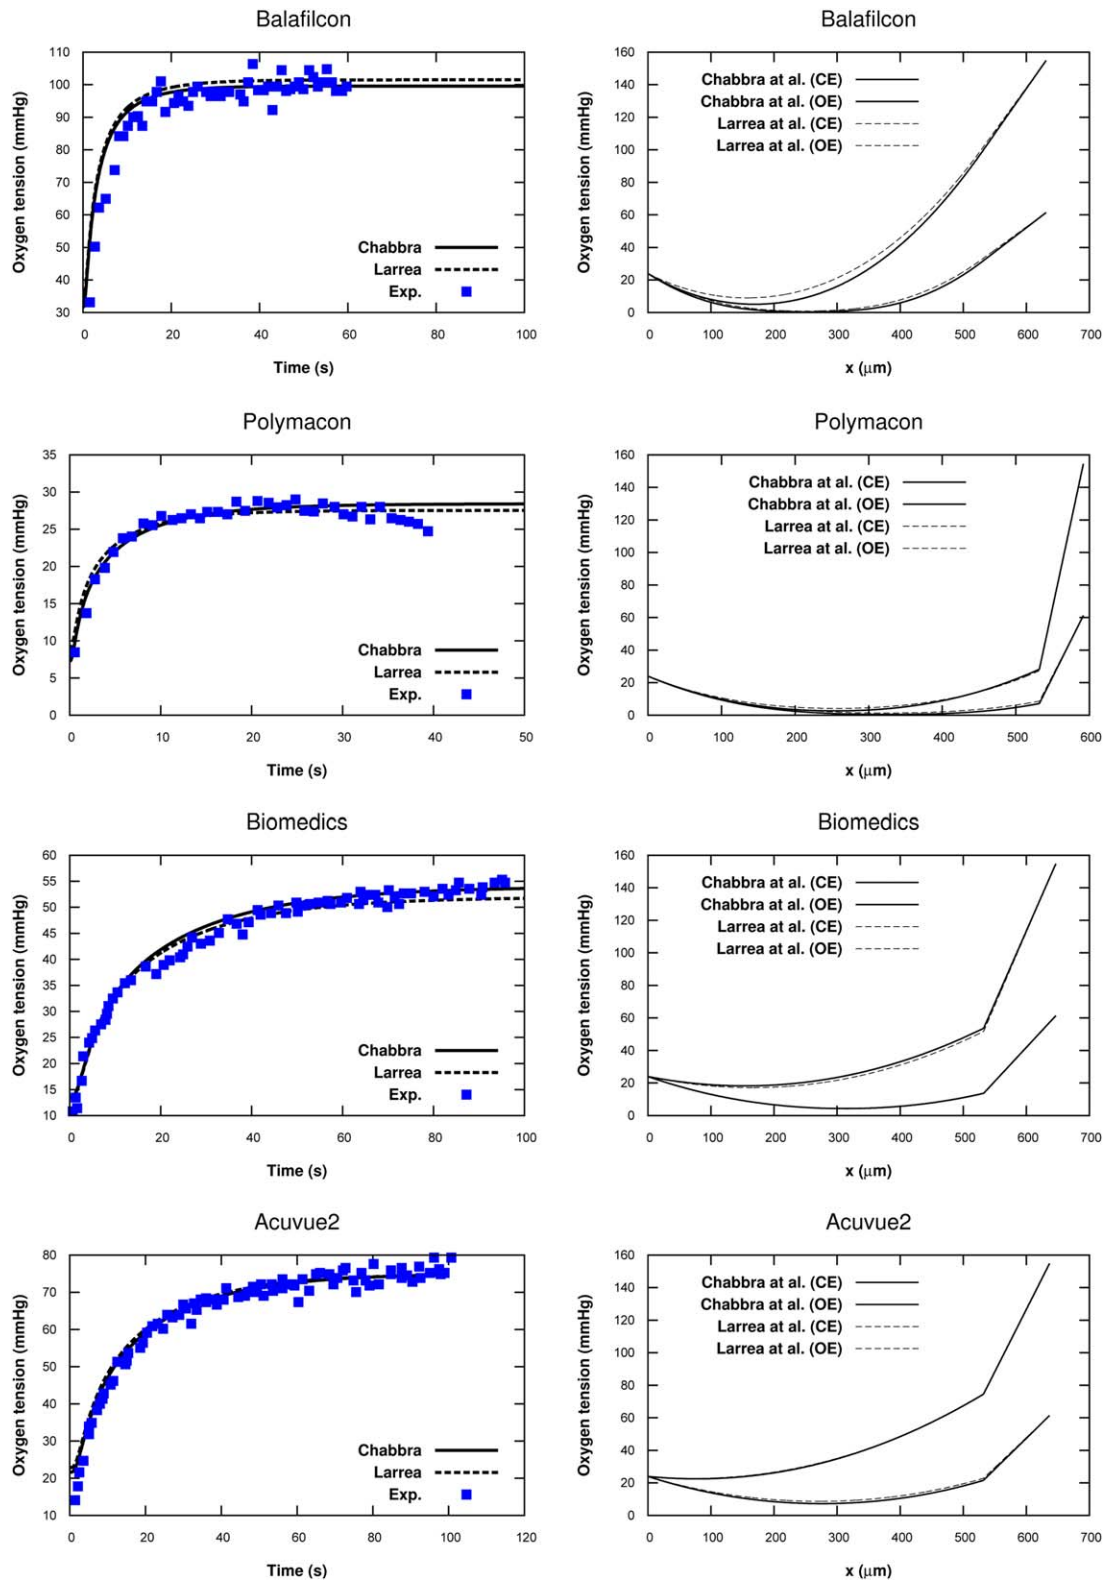 Balafilcon
Oxygen tension (mmHg)
110
100
90
80
70
60
50
40
30
Chabbra
Larrea
Exp.
0 20 40 60 80 100
Time (s)
Balafilcon
Oxygen tension (mmHg)
160
140
120
100
80
60
40
20
0
Chabbra at al. (CE)
Chabbra at al. (OE)
Larrea at al. (CE)
Larrea at al. (OE)
0 100 200 300 400 500 600 700
x (μm)
Polymacon
Oxygen tension (mmHg)
35
30
25
20
15
10
5
0
Chabbra
Larrea
Exp.
0 10 20 30 40 50
Time (s)
Polymacon
Oxygen tension (mmHg)
160
140
120
100
80
60
40
20
0
Chabbra at al. (CE)
Chabbra at al. (OE)
Larrea at al. (CE)
Larrea at al. (OE)
0 100 200 300 400 500 600
x (μm)
Biomedics
Oxygen tension (mmHg)
60
55
50
45
40
35
30
25
20
15
10
Chabbra
Larrea
Exp.
0 20 40 60 80 100
Time (s)
Biomedics
Oxygen tension (mmHg)
160
140
120
100
80
60
40
20
0
Chabbra at al. (CE)
Chabbra at al. (OE)
Larrea at al. (CE)
Larrea at al. (OE)
0 100 200 300 400 500 600 700
x (μm)
Acuvue2
Oxygen tension (mmHg)
80
70
60
50
40
30
20
10
Chabbra
Larrea
Exp.
0 20 40 60 80 100 120
Time (s)
Acuvue2
Oxygen tension (mmHg)
160
140
120
100
80
60
40
20
0
Chabbra at al. (CE)
Chabbra at al. (OE)
Larrea at al. (CE)
Larrea at al. (OE)
0 100 200 300 400 500 600 700
x (μm)